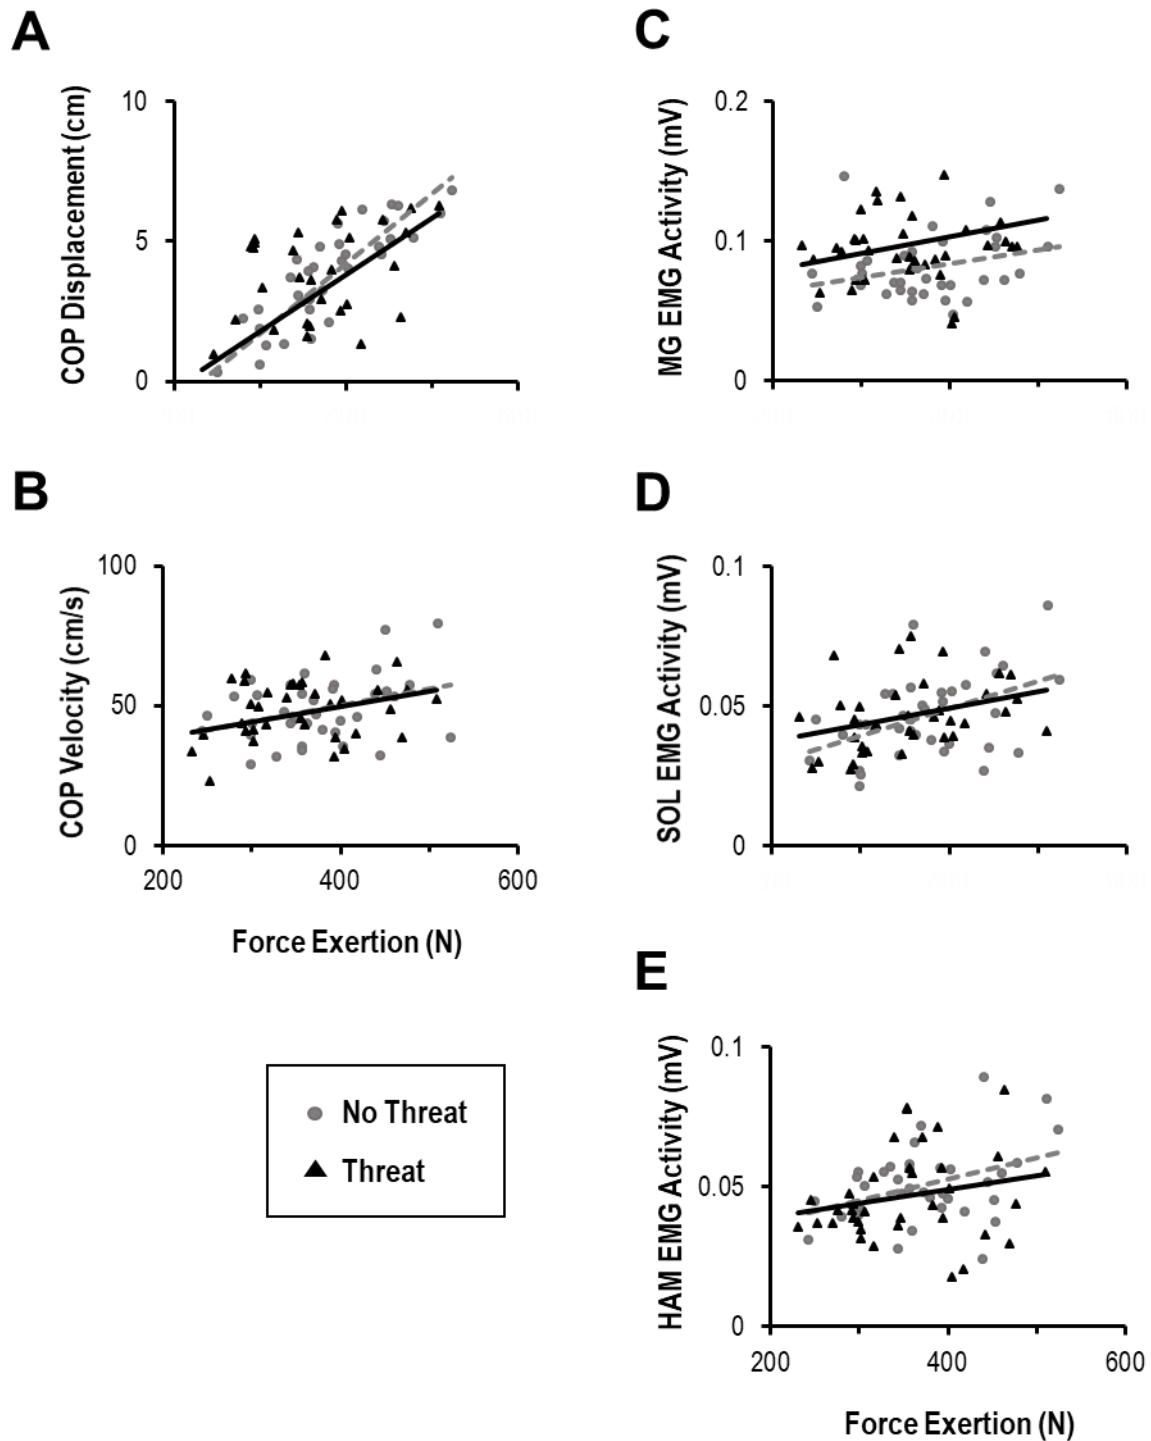 A
COP Displacement (cm)
10
5
0
B
COP Velocity (cm/s)
100
50
0
200
400
600
Force Exertion (N)
No Threat
Threat
C
MG EMG Activity (mV)
0.2
0.1
0
D
SOL EMG Activity (mV)
0.1
0.05
0
E
HAM EMG Activity (mV)
0.1
0.05
0
200
400
600
Force Exertion (N)